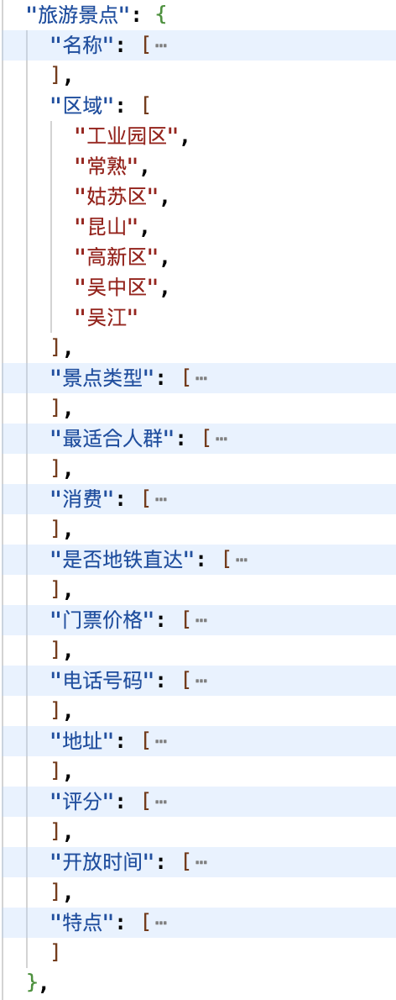 "旅游景点": {
"名称": [⋯
],
"区域": [
"工业园区",
"常熟",
"姑苏区",
"昆山",
"高新区",
"吴中区",
"吴江"
],
"景点类型": [⋯
],
"最适合人群": [⋯
],
"消费": [⋯
],
"是否地铁直达": [⋯
],
"门票价格": [⋯
],
"电话号码": [⋯
],
"地址": [⋯
],
"评分": [⋯
],
"开放时间": [⋯
],
"特点": [⋯
]
},